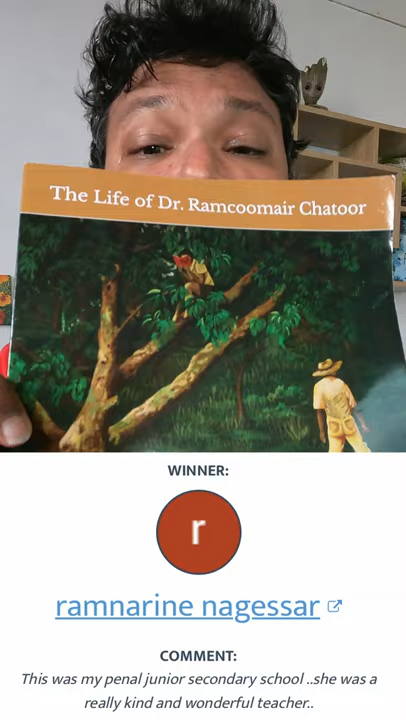 The Life of Dr. Ramcoomair Chatoor
WINNER:
r
ramnarine nagessar
COMMENT:
This was my penal junior secondary school ..she was a
really kind and wonderful teacher..